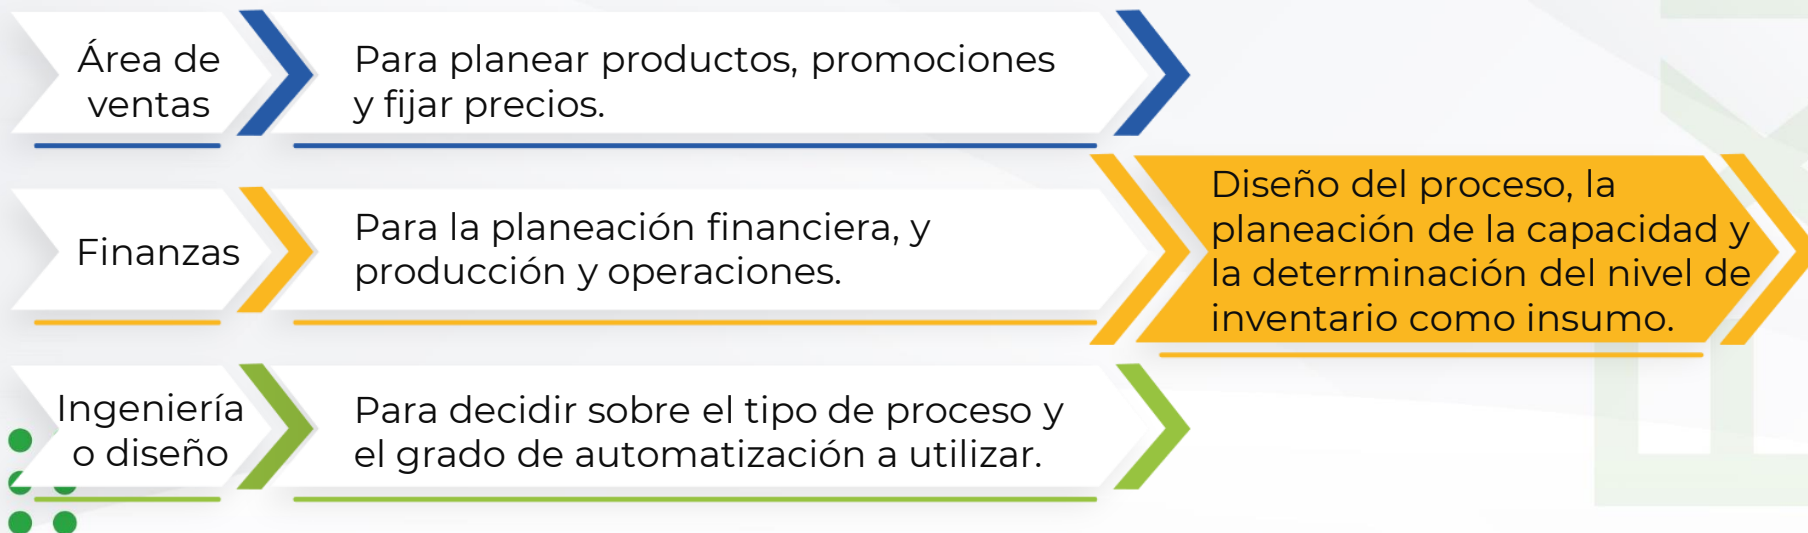 Área de
ventas
Para planear productos, promociones
y fijar precios.
Finanzas
Para la planeación financiera, y
producción y operaciones.
Diseño del proceso, la
planeación de la capacidad y
la determinación del nivel de
inventario como insumo.
Ingeniería
o diseño
Para decidir sobre el tipo de proceso y
el grado de automatización a utilizar.